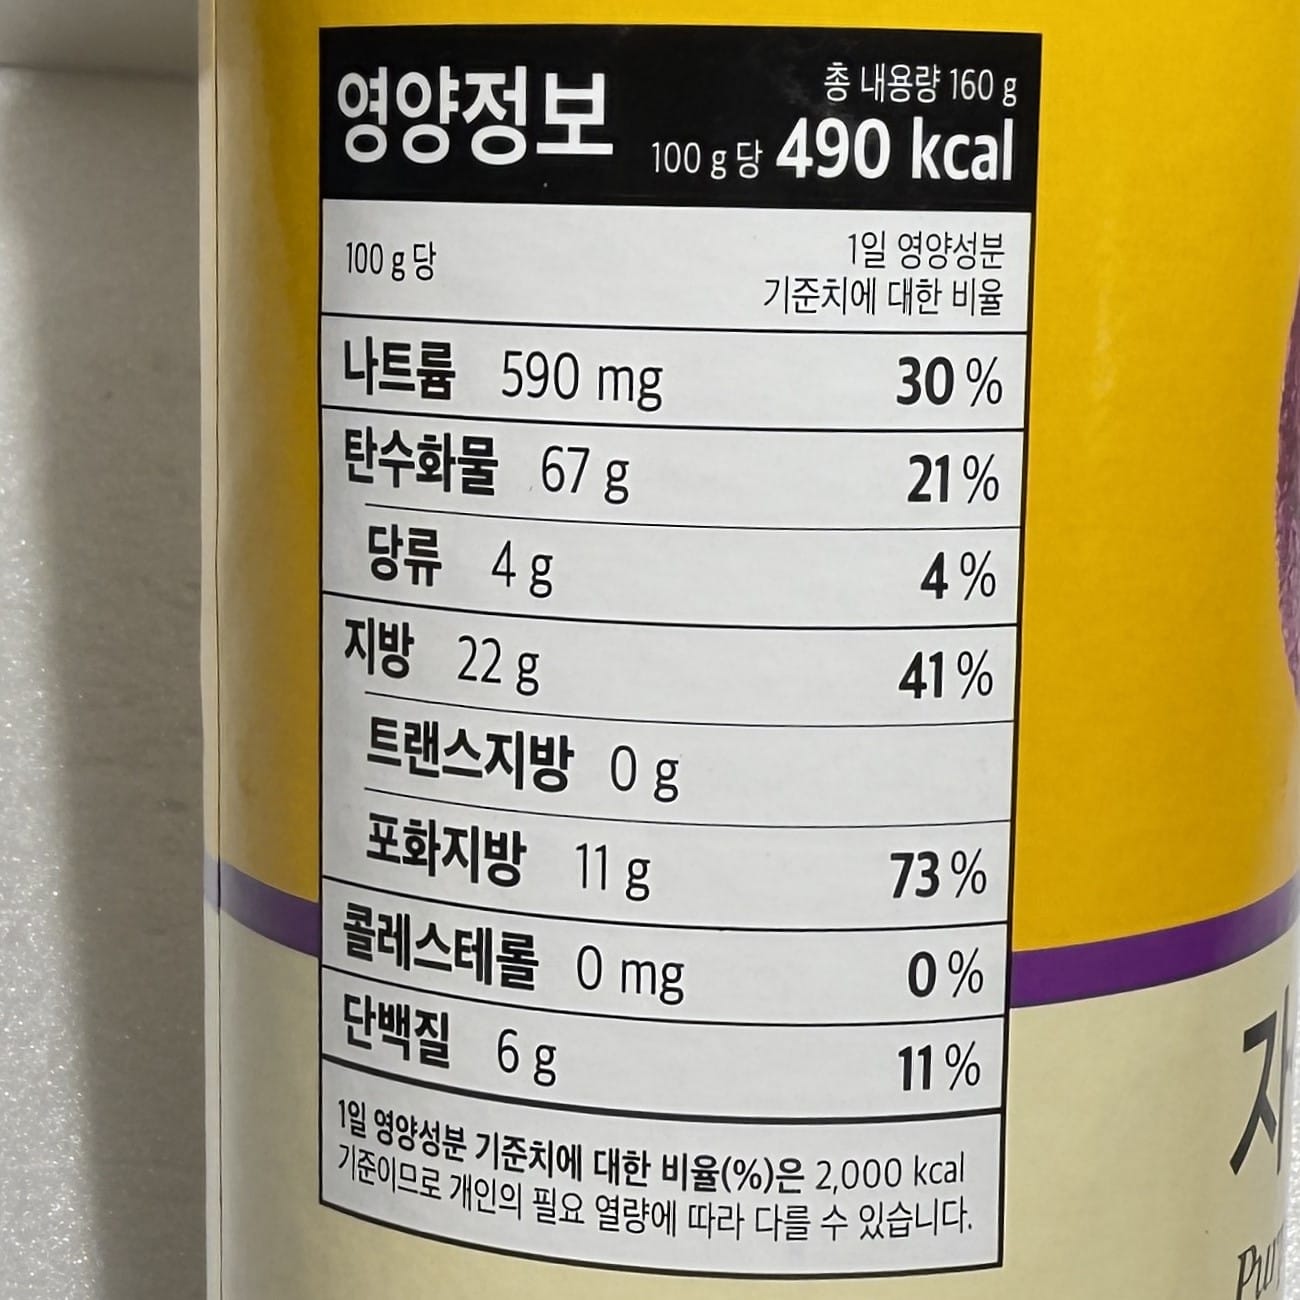 영양정보
총 내용량 160 g
100 g 당 490 kcal
100 g 당
1일 영양성분
기준치에 대한 비율
나트륨 590 mg 30 %
탄수화물 67 g 21 %
당류 4 g 4 %
지방 22 g 41 %
트랜스지방 0 g
포화지방 11 g 73 %
콜레스테롤 0 mg 0 %
단백질 6 g 11 %
1일 영양성분 기준치에 대한 비율(%)은 2,000 kcal
기준이므로 개인의 필요 열량에 따라 다를 수 있습니다.